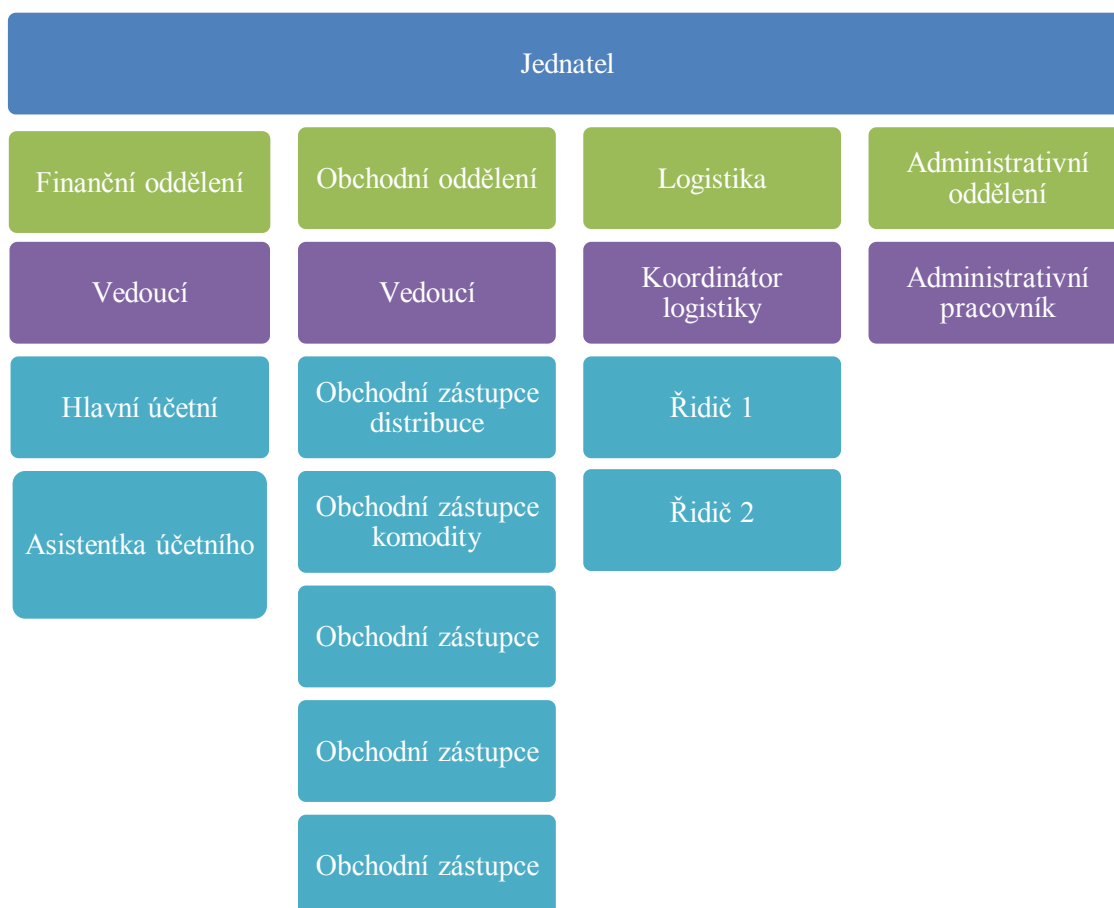 Jednatel
Finanční oddělení
Obchodní oddělení
Logistika
Administrativní
oddělení
Vedoucí
Vedoucí
Koordinátor
logistiky
Administrativní
pracovník
Hlavní účetní
Obchodní zástupce
distribuce
Řidič 1
Asistentka účetního
Obchodní zástupce
komodity
Řidič 2
Obchodní zástupce
Obchodní zástupce
Obchodní zástupce